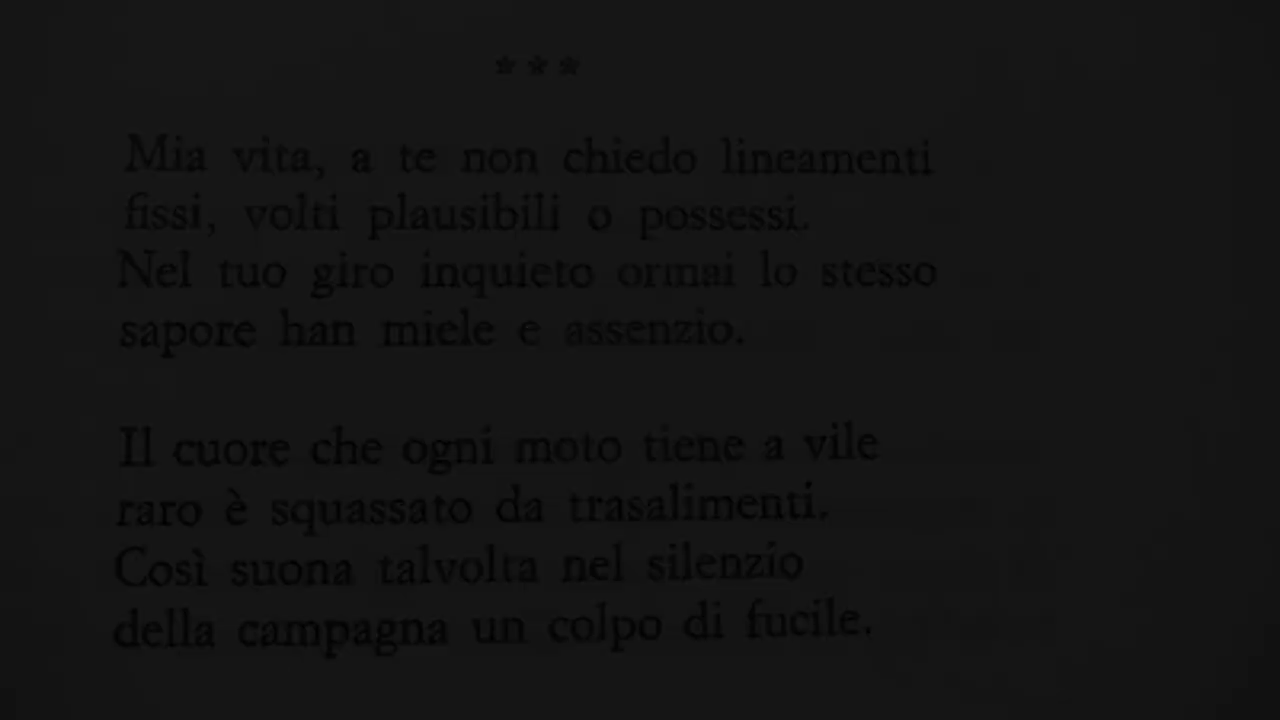 ***
Mia vita, a te non chiedo lineamenti
fissi, volti plausibili o possessi.
Nel tuo giro inquieto ormai lo stesso
sapore han miele e assenzio.
Il cuore che ogni moto tiene a vile
raro è squassato da trasalimenti.
Così suona talvolta nel silenzio
della campagna un colpo di fucile.